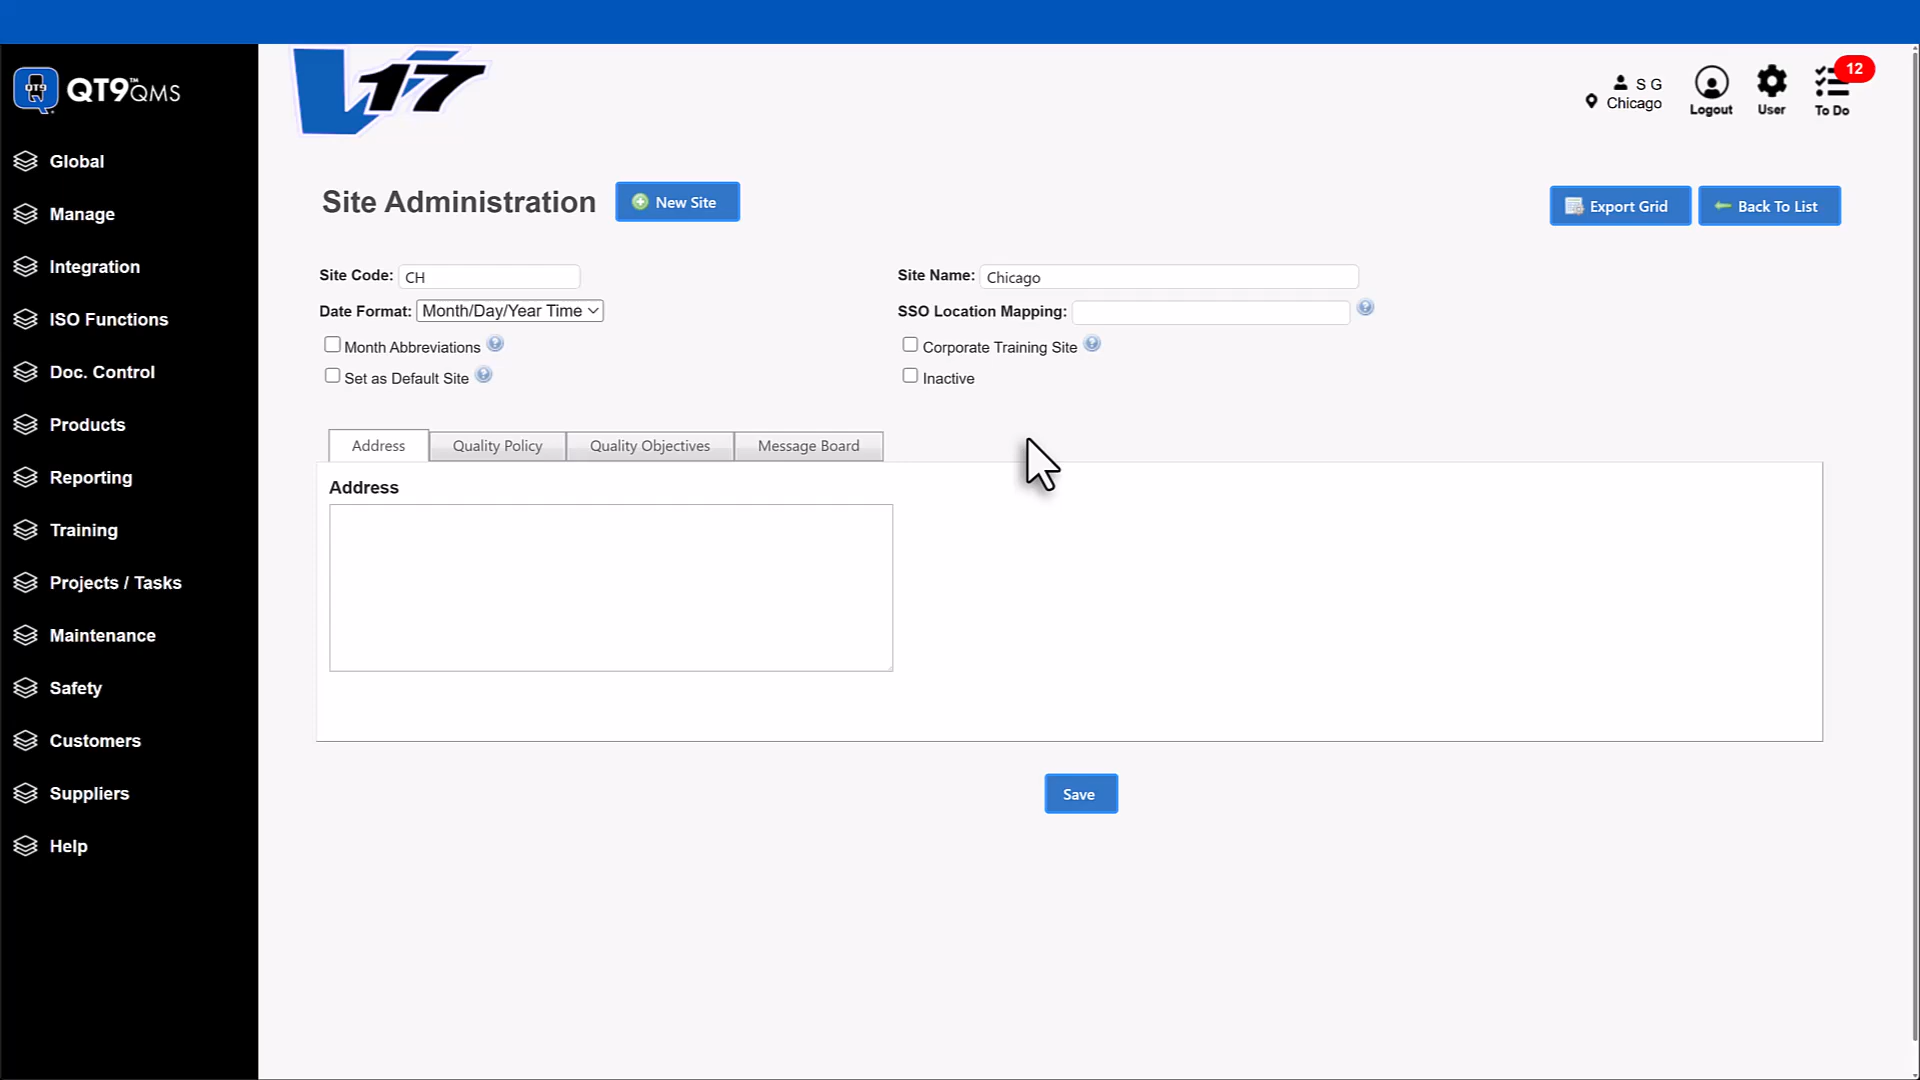 QT9™QMS
V17
S G
Chicago
Logout
User
To Do
12
Global
Manage
Integration
ISO Functions
Doc. Control
Products
Reporting
Training
Projects / Tasks
Maintenance
Safety
Customers
Suppliers
Help
Site Administration
New Site
Export Grid
Back To List
Site Code: CH
Site Name: Chicago
Date Format: Month/Day/Year Time
SSO Location Mapping:
Month Abbreviations
Corporate Training Site
Set as Default Site
Inactive
Address
Quality Policy
Quality Objectives
Message Board
Address
Save